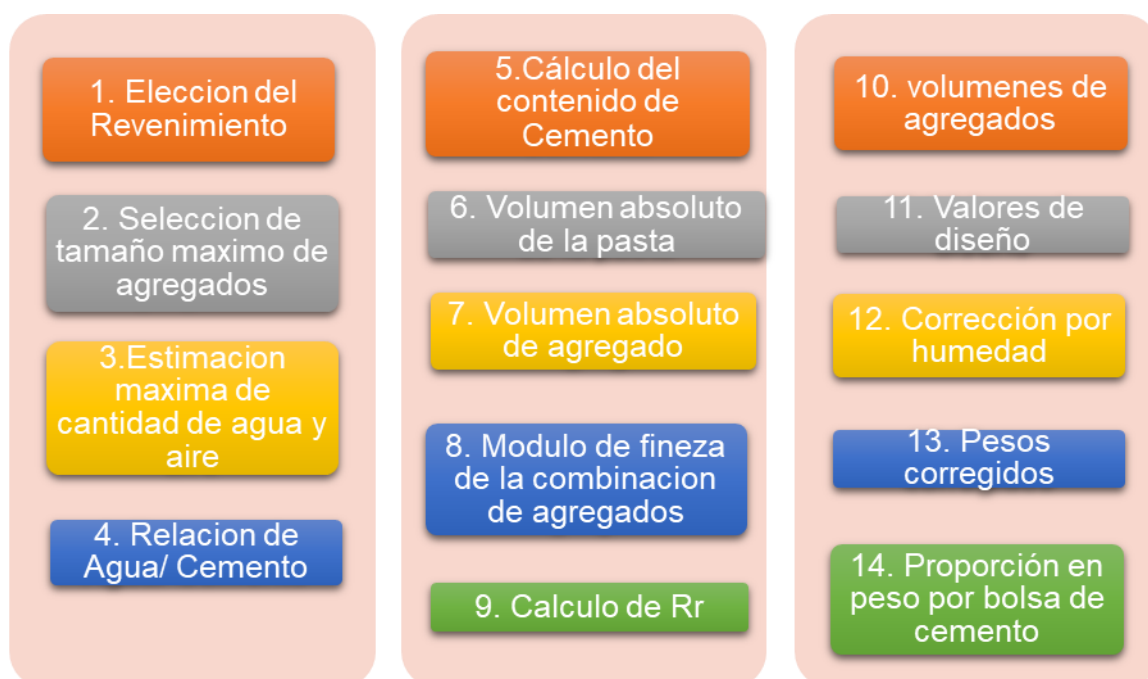 1. Eleccion del
Revenimiento
2. Seleccion de
tamaño maximo de
agregados
3.Estimacion
maxima de
cantidad de agua y
aire
4. Relacion de
Agua/ Cemento
5.Cálculo del
contenido de
Cemento
6. Volumen absoluto
de la pasta
7. Volumen absoluto
de agregado
8. Modulo de fineza
de la combinacion
de agregados
9. Calculo de Rr
10. volumenes de
agregados
11. Valores de
diseño
12. Corrección por
humedad
13. Pesos
corregidos
14. Proporción en
peso por bolsa de
cemento